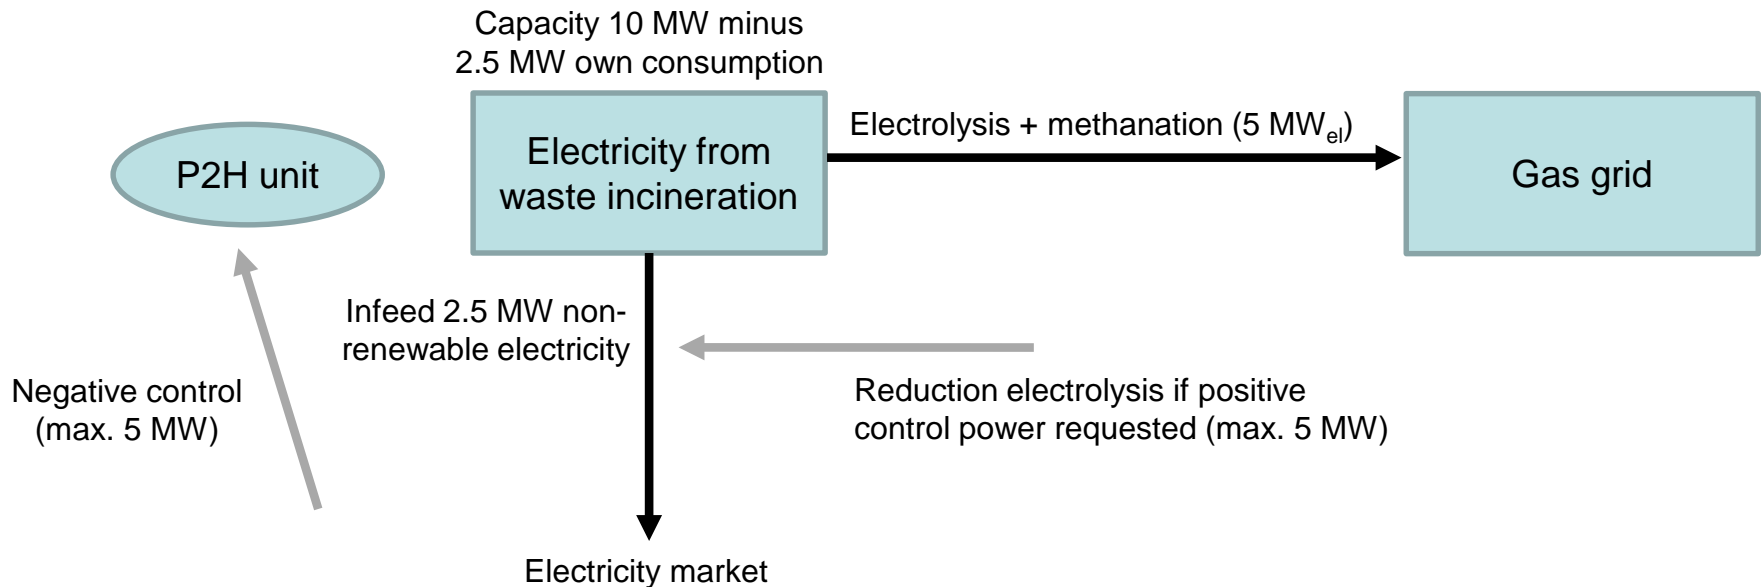 Capacity 10 MW minus
2.5 MW own consumption
P2H unit
Electricity from
waste incineration
Electrolysis + methanation (5 MWel)
Gas grid
Infeed 2.5 MW non-
renewable electricity
Negative control
(max. 5 MW)
Reduction electrolysis if positive
control power requested (max. 5 MW)
Electricity market